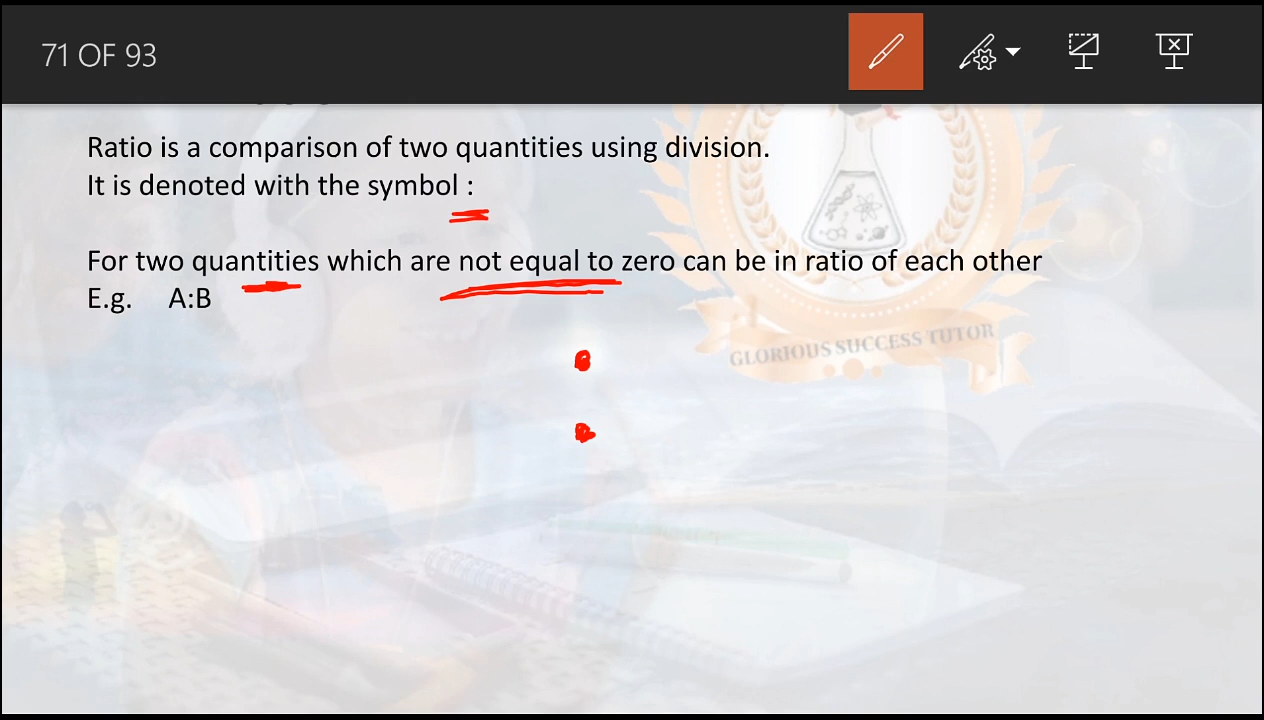 71 OF 93
Ratio is a comparison of two quantities using division.
It is denoted with the symbol :
For two quantities which are not equal to zero can be in ratio of each other
E.g. A:B
:
GLORIOUS SUCCESS TUTOR